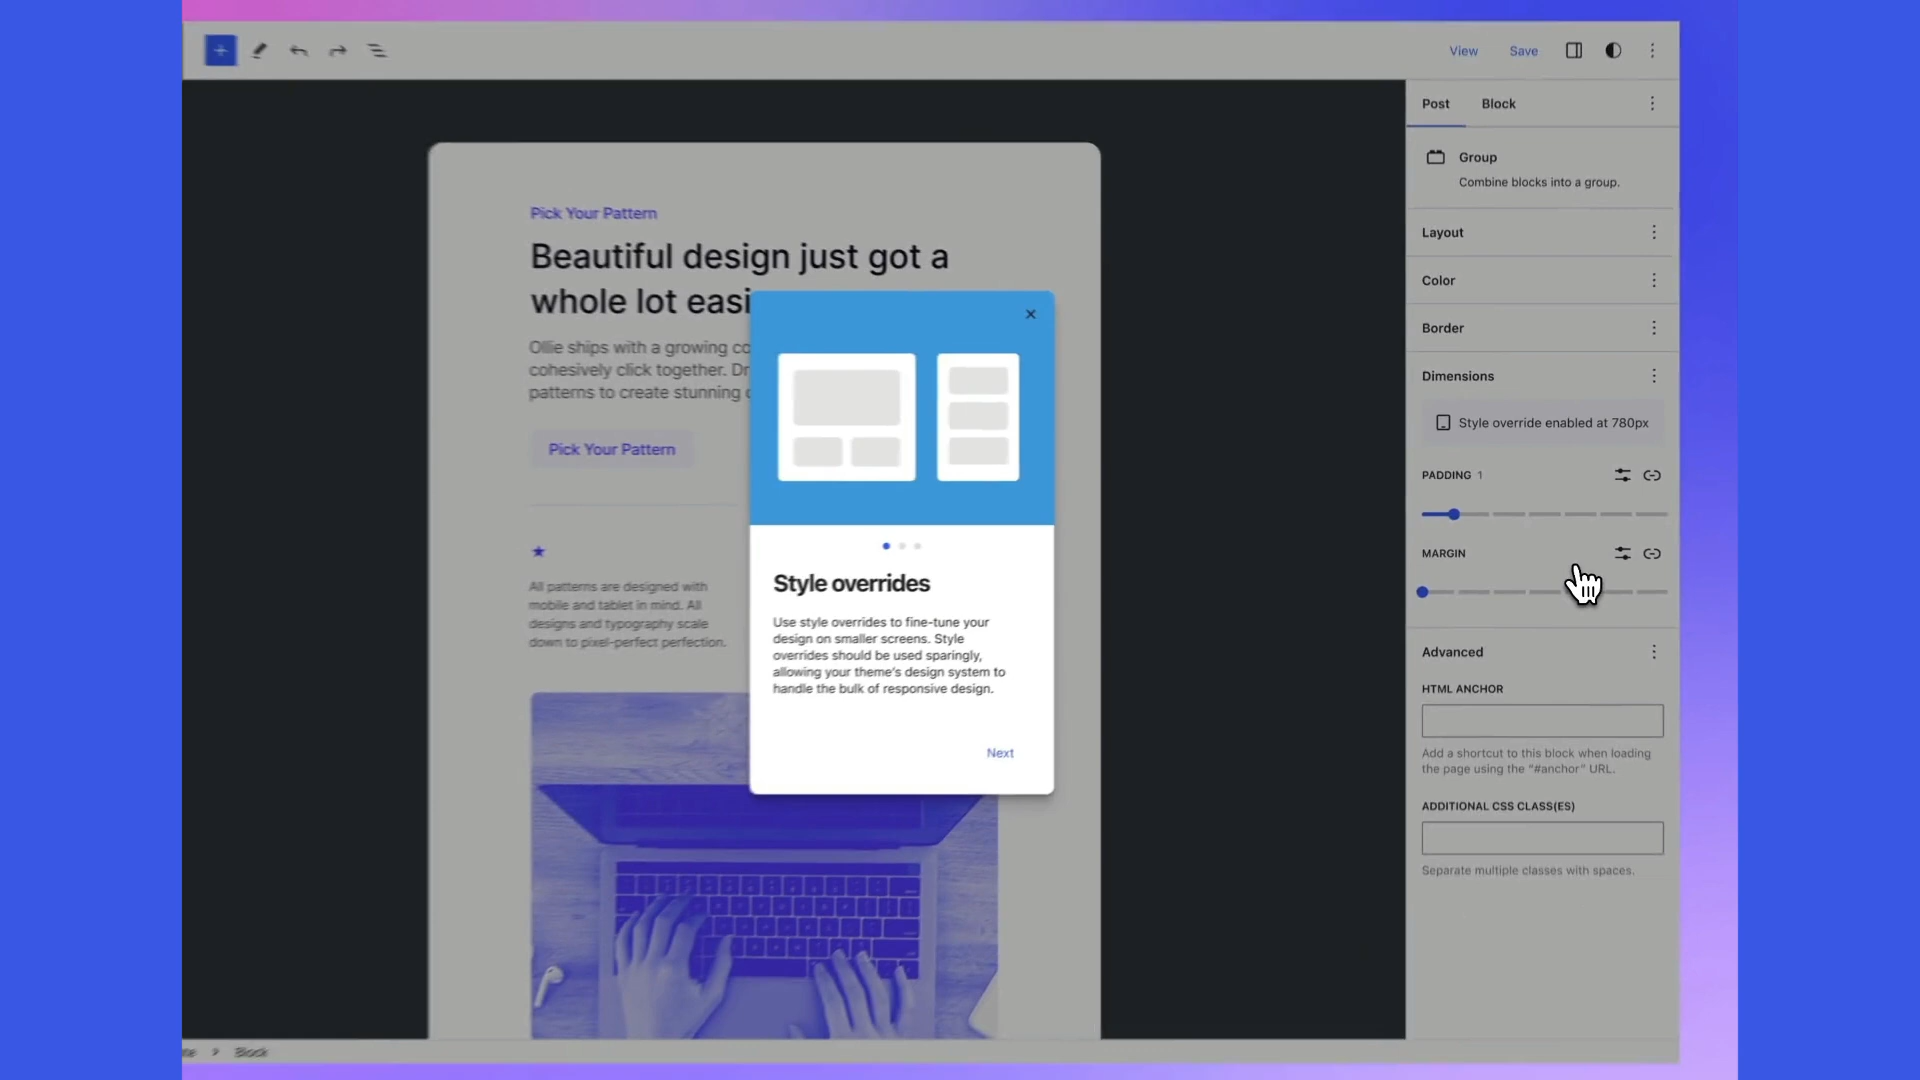 View
Save
Post
Block
Group
Combine blocks into a group.
Layout
Color
Border
Dimensions
Style override enabled at 780px
PADDING 1
MARGIN
Advanced
HTML ANCHOR
Add a shortcut to this block when loading
the page using the “#anchor” URL.
ADDITIONAL CSS CLASS(ES)
Separate multiple classes with spaces.
Pick Your Pattern
Beautiful design just got a
whole lot easi
Ollie ships with a growing co
cohesively click together. Dr
patterns to create stunning
Pick Your Pattern
All patterns are designed with
mobile and tablet in mind. All
designs and typography scale
down to pixel-perfect perfection.
Style overrides
Use style overrides to fine-tune your
design on smaller screens. Style
overrides should be used sparingly,
allowing your theme's design system to
handle the bulk of responsive design.
Next
Block